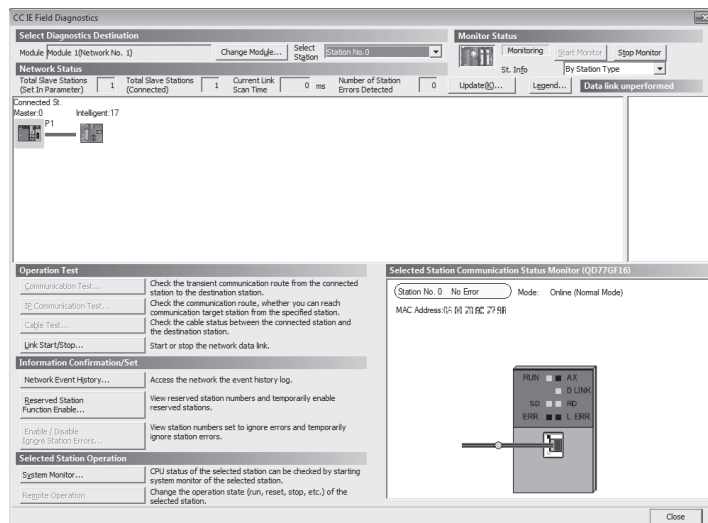 CC IE Field Diagnostics
Select Diagnostics Destination
Module Module 1(Network No. 1)
Change Module...
Select Station
Station No.0
Monitor Status
Monitoring
Start Monitor
Stop Monitor
St. Info
By Station Type
Network Status
Total Slave Stations (Set In Parameter) 1
Total Slave Stations (Connected) 1
Current Link Scan Time 0 ms
Number of Station Errors Detected 0
Update(K)...
Legend...
Data link unperformed
Connected St.
Master:0 Intelligent:17
P1
Operation Test
Communication Test...
Check the transient communication route from the connected
station to the destination station.
IP Communication Test...
Check the communication route, whether you can reach
communication target station from the specified station.
Cable Test...
Check the cable status between the connected station and
the destination station.
Link Start/Stop...
Start or stop the network data link.
Information Confirmation/Set
Network Event History...
Access the network the event history log.
Reserved Station
Function Enable...
View reserved station numbers and temporarily enable
reserved stations.
Enable / Disable
Ignore Station Errors...
View station numbers set to ignore errors and temporarily
ignore station errors.
Selected Station Operation
System Monitor...
CPU status of the selected station can be checked by starting
system monitor of the selected station.
Remote Operation
Change the operation state (run, reset, stop, etc.) of the
selected station.
Selected Station Communication Status Monitor (QD77GF16)
Station No. 0 No Error
Mode: Online (Normal Mode)
MAC Address:
RUN AX
D LINK
SD RD
ERR. L ERR.
Close